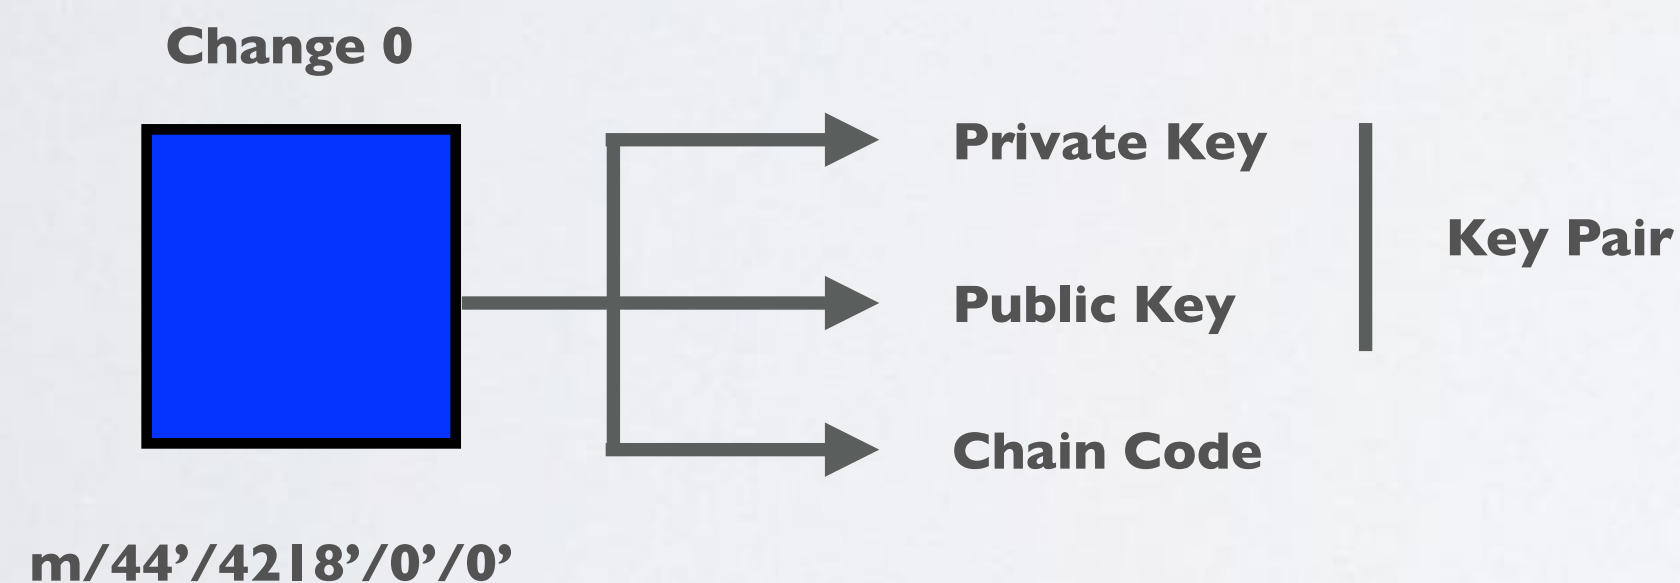 Change 0
Private Key
Key Pair
Public Key
Chain Code
m/44’/4218’/0’/0’